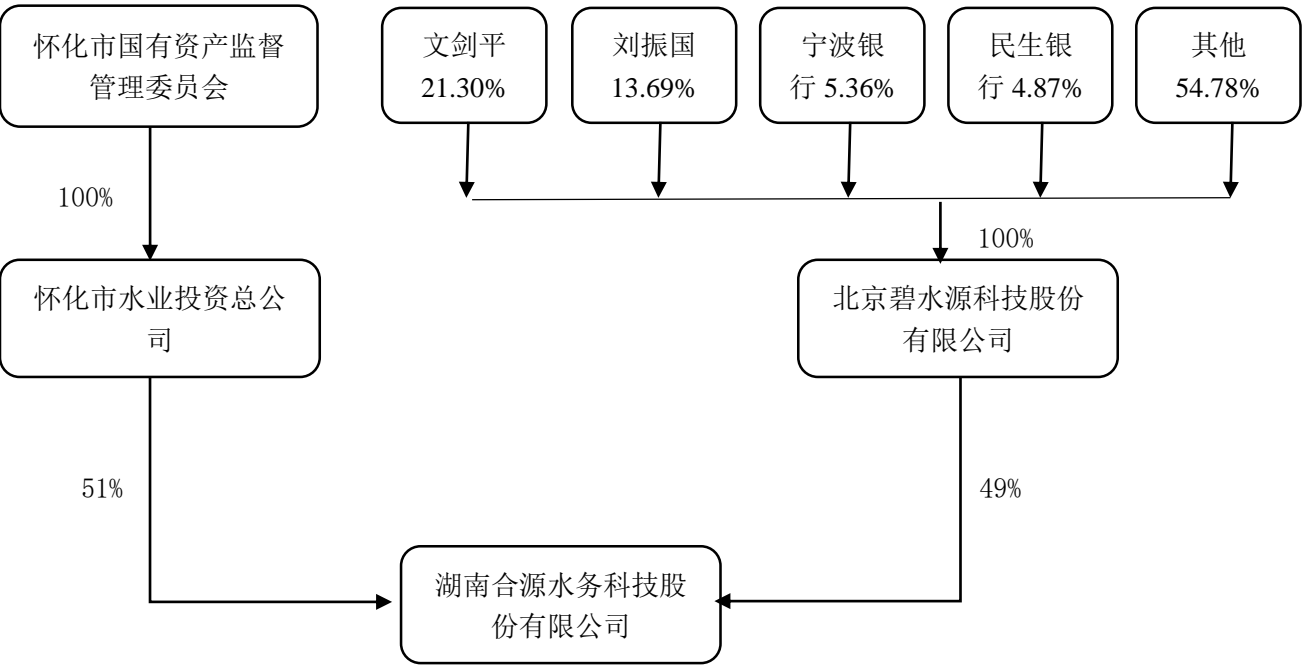 怀化市国有资产监督
管理委员会
文剑平
21.30%
刘振国
13.69%
宁波银
行 5.36%
民生银
行 4.87%
其他
54.78%
100%
100%
怀化市水业投资总公
司
北京碧水源科技股份
有限公司
51%
49%
湖南合源水务科技股
份有限公司